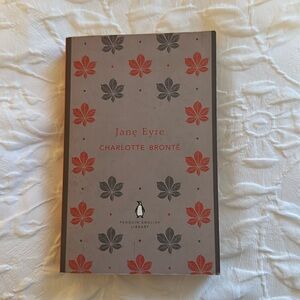 Jane Eyre
CHARLOTTE BRONTË
PENGUIN ENGLISH
LIBRARY